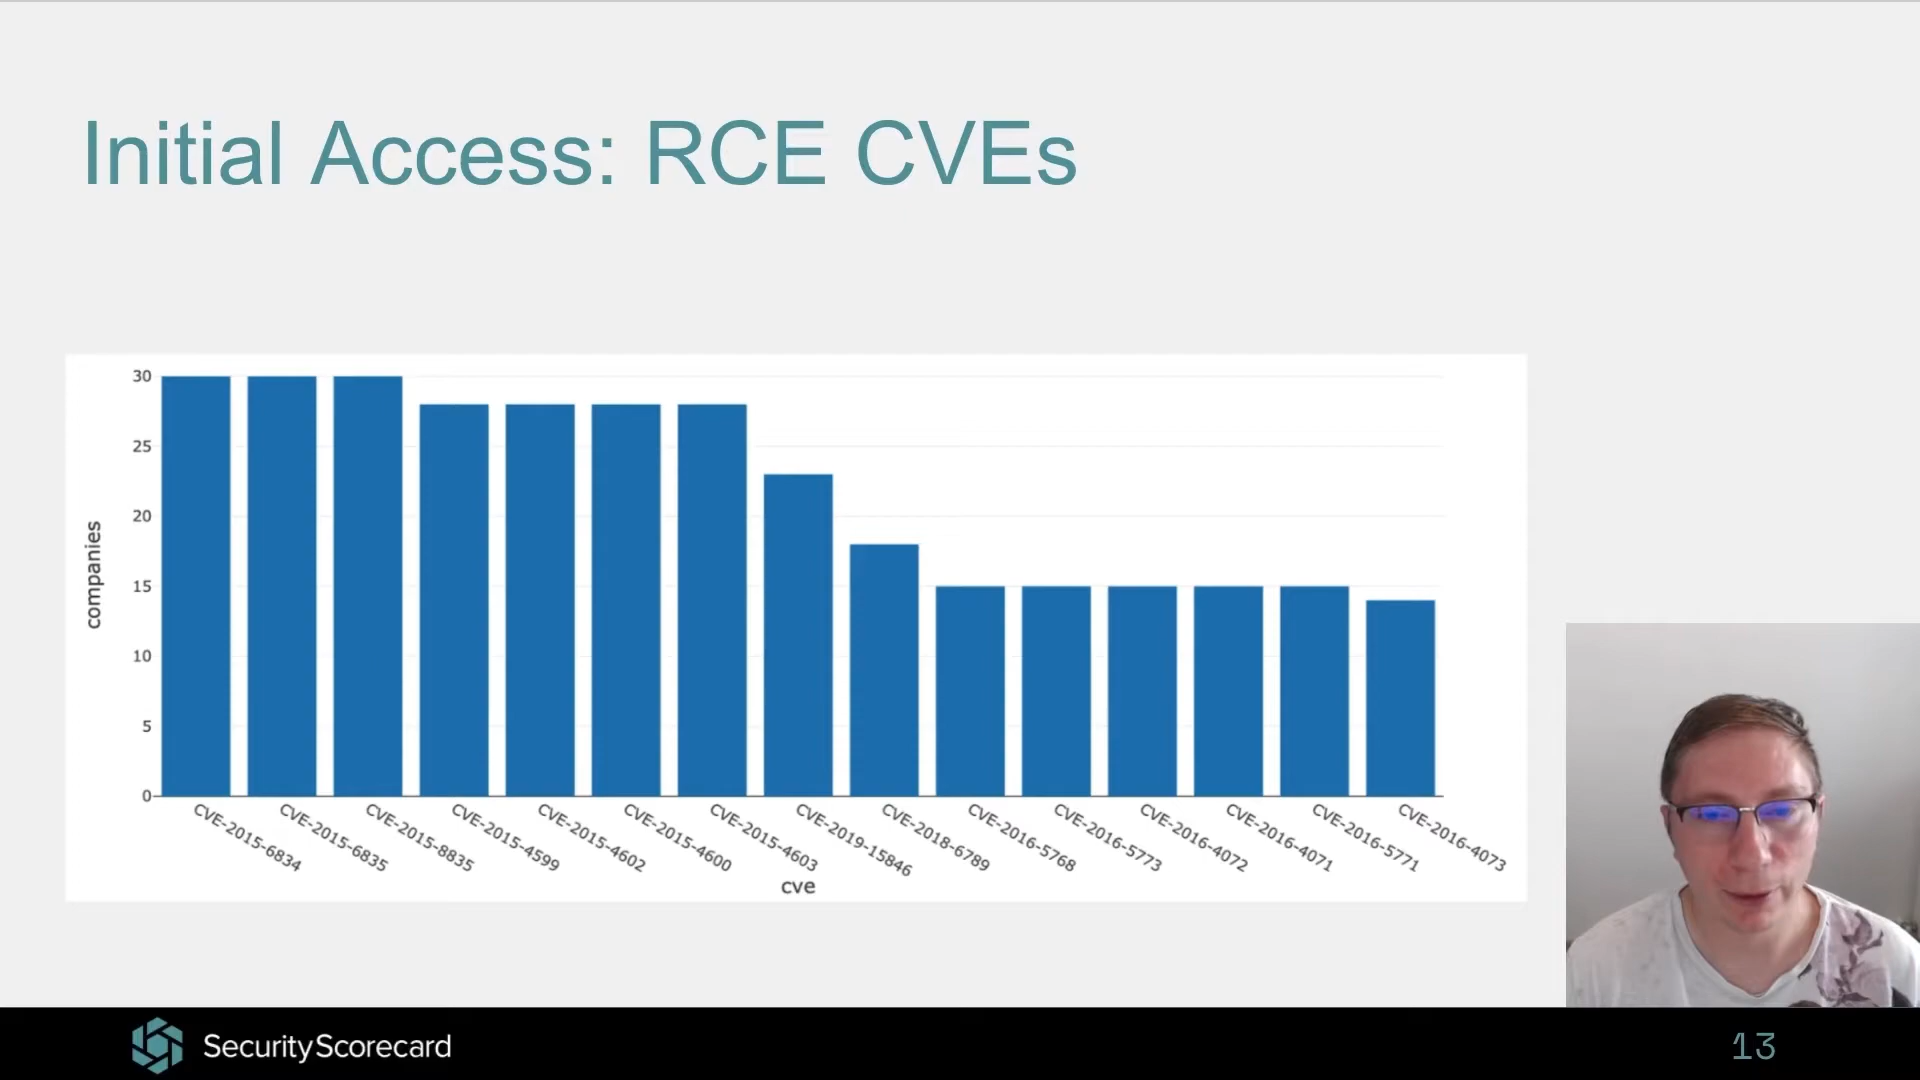 Initial Access: RCE CVEs
30
25
20
15
10
5
0
companies
CVE-2015-6834
CVE-2015-6835
CVE-2015-8835
CVE-2015-4599
CVE-2015-4602
CVE-2015-4600
CVE-2015-4603
CVE-2019-15846
CVE-2018-6789
CVE-2016-5768
CVE-2016-5773
CVE-2016-4072
CVE-2016-4071
CVE-2016-5771
CVE-2016-4073
cve
SecurityScorecard
13